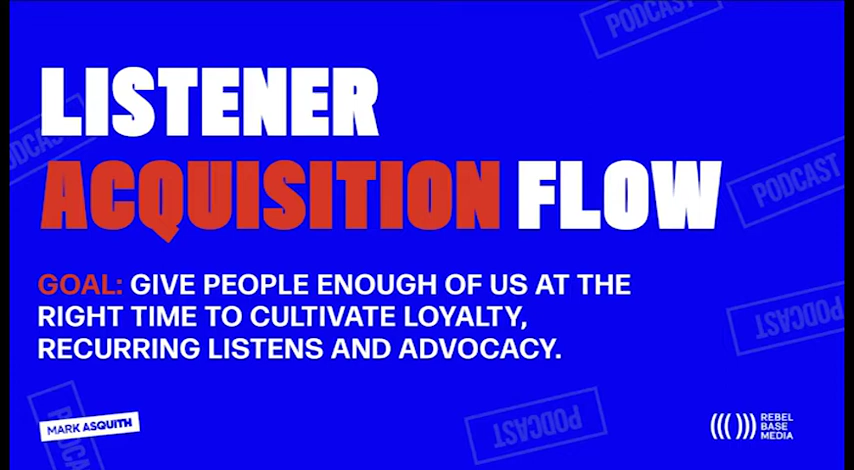 PODCAST
LISTENER
PODCAST
ACQUISITION FLOW
PODCAST
GOAL: GIVE PEOPLE ENOUGH OF US AT THE
RIGHT TIME TO CULTIVATE LOYALTY,
RECURRING LISTENS AND ADVOCACY.
PODCAST
PODCAST
MARK ASQUITH
PODCAST
REBEL
BASE
MEDIA